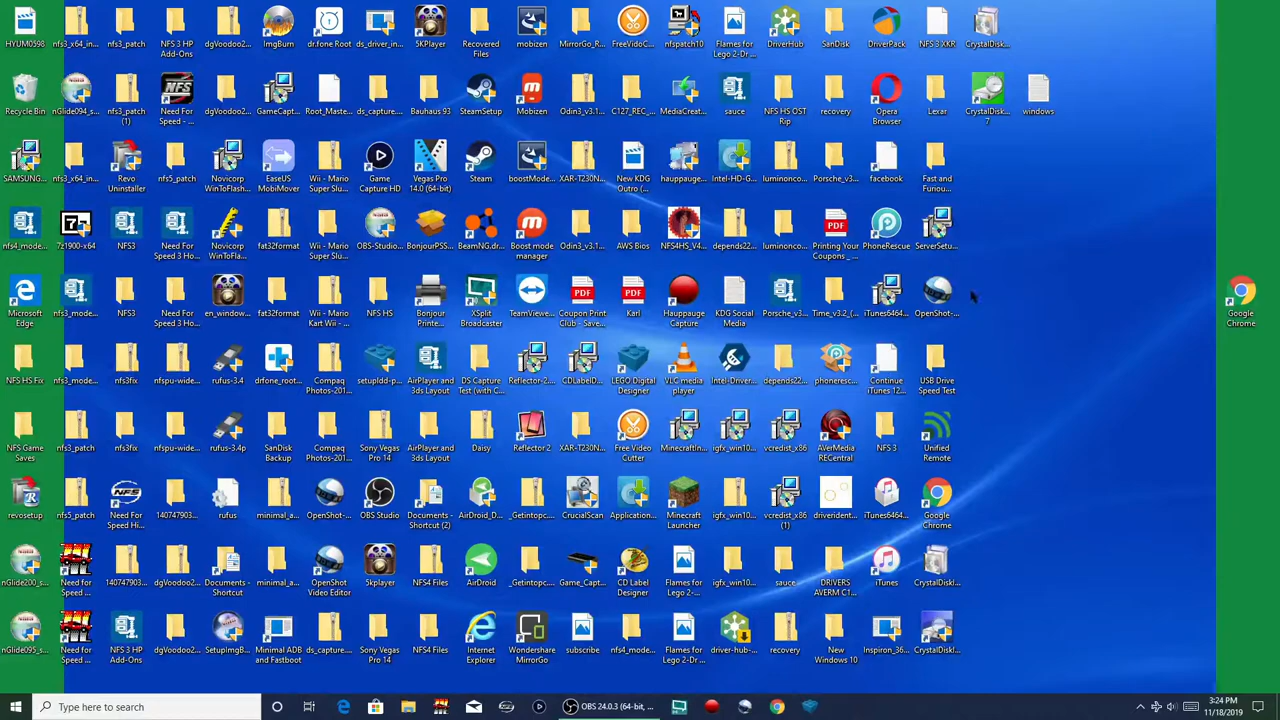 HYUM0598
nfs3_x64_in...
nfs3_patch
NFS 3 HP
Add-Ons
dgVoodoo2...
ImgBurn
dr.fone Root
ds_driver_in...
5KPlayer
Recovered
Files
mobizen
MirrorGo_R...
FreeVidoC...
nfspatch10
Flames for
Lego 2-D...
DriverHub
SanDisk
DriverPack
NFS 3 XKR
CrystalDisk...
Recycle Bin
nGlide094_s...
nfs3_patch
(1)
Need For
Speed - ...
dgVoodoo2...
GameCapt...
Root_Maste...
ds_capture...
Bauhaus 93
SteamSetup
Mobizen
Odin3_v3.1...
C127_REC_...
MediaCreat...
sauce
NFS HS OST
Rip
recovery
Opera
Browser
Lexar
CrystalDisk...
7
windows
SAMSUNG...
nfs3_x64_in...
Revo
Uninstaller
nfs5_patch
Novicorp
WinToFlash...
EaseUS
MobiMover
Wii - Mario
Super Slu...
Game
Capture HD
Vegas Pro
14.0 (64-bit)
Steam
boostMode...
XAR-T230N...
New KDG
Outro (...
hauppauge...
Intel-HD-G...
luminonco...
Porsche_v3...
facebook
Fast and
Furiou...
nfs4_mode...
7z1900-x64
NFS3
Need For
Speed 3 Ho...
Novicorp
WinToFla...
fat32format
Wii - Mario
Super Slu...
OBS-Studio...
BonjourPSS...
BeamNG.dr...
Boost mode
manager
Odin3_v3.1...
AWS Bios
NFS4HS_V4...
depends22...
luminonco...
Printing Your
Coupons _...
PhoneRescue
ServerSetu...
Microsoft
Edge
nfs3_mode...
NFS3
Need For
Speed 3 Ho...
en_window...
fat32format
Wii - Mario
Kart Wii - ...
NFS HS
Bonjour
Printe...
XSplit
Broadcaster
TeamViewe...
Coupon Print
Club - Save...
Karl
Hauppauge
Capture
KDG Social
Media
Porsche_v3...
Time_v3.2_(...
iTunes6464...
OpenShot-...
Google
Chrome
NFS HS Fix
nfs3_mode...
nfs3fix
nfspu-wide...
rufus-3.4
drfone_root...
Compaq
Photos-201...
setupldd-p...
AirPlayer and
3ds Layout
DS Capture
Test (with C...
Reflector-2...
CDLabelD...
LEGO Digital
Designer
VLC media
player
Intel-Driver...
depends22...
phoneresc...
Continue
iTunes 12...
USB Drive
Speed Test
NFS Game
Saves
nfs3_patch
nfs3fix
nfspu-wide...
rufus-3.4p
SanDisk
Backup
Compaq
Photos-201...
Sony Vegas
Pro 14
AirPlayer and
3ds Layout
Daisy
Reflector 2
XAR-T230N...
Free Video
Cutter
MinecraftIn...
igfx_win10...
vcredist_x86
AVerMedia
RECentral
NFS 3
Unified
Remote
revosetup
nfs5_patch
Need For
Speed Hi...
140747903...
rufus
minimal_a...
OpenShot-...
OBS Studio
Documents -
Shortcut (2)
AirDroid_D...
_Getintopc...
CrucialScan
Application...
Minecraft
Launcher
igfx_win10...
vcredist_x86
(1)
driverident...
iTunes6464...
Google
Chrome
nGlide200_s...
Need for
Speed ...
140747903...
dgVoodoo2...
Documents -
Shortcut
minimal_a...
OpenShot
Video Editor
5kplayer
NFS4 Files
AirDroid
_Getintopc...
Game_Capt...
CD Label
Designer
Flames for
Lego 2-...
igfx_win10...
sauce
DRIVERS
AVERM C1...
iTunes
CrystalDiskI...
nGlide095_s...
Need for
Speed ...
NFS 3 HP
Add-Ons
dgVoodoo2...
SetupImgB...
Minimal ADB
and Fastboot
ds_capture...
Sony Vegas
Pro 14
NFS4 Files
Internet
Explorer
Wondershare
MirrorGo
subscribe
nfs4_mode...
Flames for
Lego 2-Dr ...
driver-hub-...
recovery
New
Windows 10
Inspiron_36...
CrystalDiskI...
Type here to search
OBS 24.0.3 (64-bit, ...
3:24 PM
11/18/2019